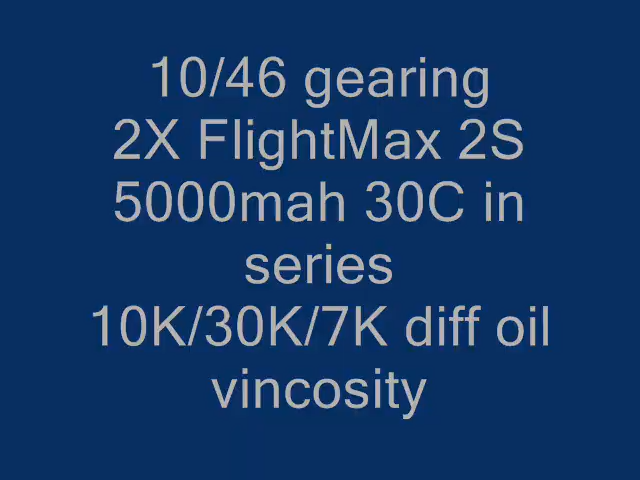 10/46 gearing
2X FlightMax 2S
5000mah 30C in
series
10K/30K/7K diff oil
vincosity